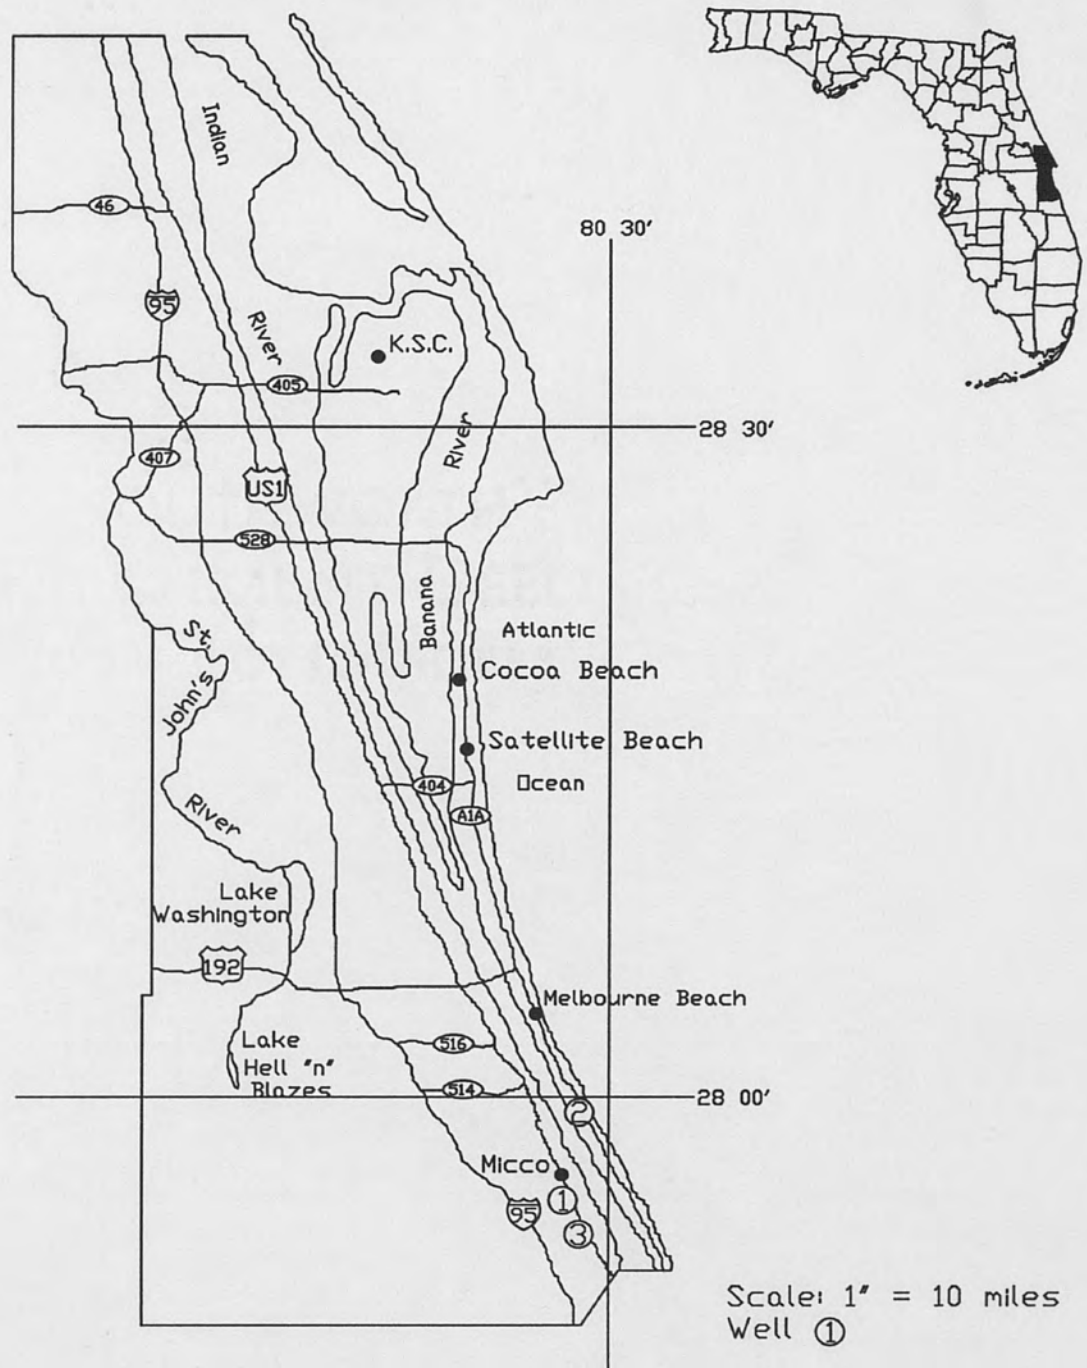 Indian
46
80 30'
95
River
K.S.C.
405
River
28 30'
407
US1
528
Banana
Atlantic
St.
Cocoa Beach
John's
Satellite Beach
404
Ocean
River
A1A
Lake
Washington
192
Melbourne Beach
Lake
516
Hell "n"
Blazes
514
28 00'
2
Micco
1
95
3
Scale: 1" = 10 miles
Well 1